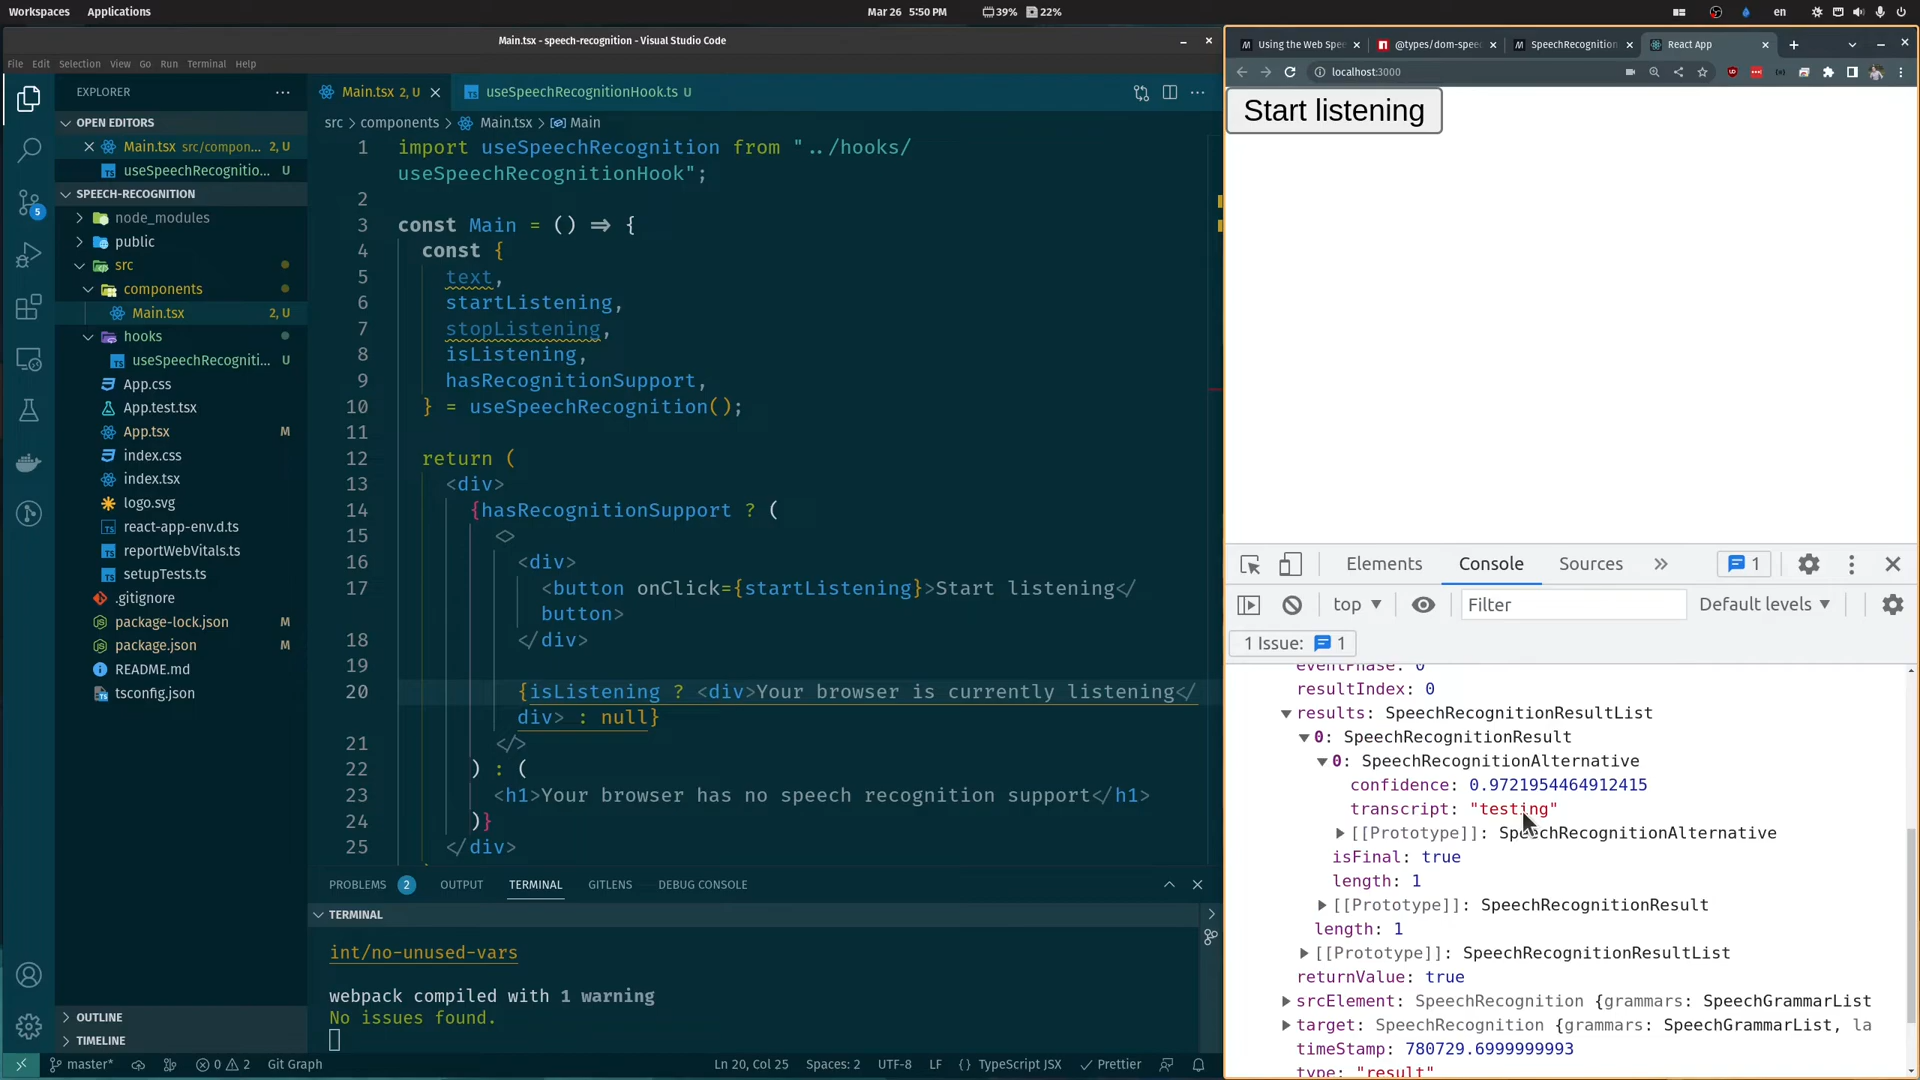 Workspaces Applications Mar 26 5:50 PM 39% 22% en
Main.tsx - speech-recognition - Visual Studio Code
File Edit Selection View Go Run Terminal Help
EXPLORER
OPEN EDITORS
Main.tsx src/compon... 2, U
useSpeechRecognitio... U
SPEECH-RECOGNITION
node_modules
public
src
components
Main.tsx 2, U
hooks
useSpeechRecogniti... U
App.css
App.test.tsx
App.tsx M
index.css
index.tsx
logo.svg
react-app-env.d.ts
reportWebVitals.ts
setupTests.ts
.gitignore
package-lock.json M
package.json M
README.md
tsconfig.json
OUTLINE
TIMELINE
5
Main.tsx 2, U
useSpeechRecognitionHook.ts U
src > components > Main.tsx > Main
1 import useSpeechRecognition from "../hooks/
useSpeechRecognitionHook";
2
3 const Main = () => {
4 const {
5 text,
6 startListening,
7 stopListening,
8 isListening,
9 hasRecognitionSupport,
10 } = useSpeechRecognition();
11
12 return (
13 <div>
14 {hasRecognitionSupport ? (
15 <>
16 <div>
17 <button onClick={startListening}>Start listening</
button>
18 </div>
19
20 {isListening ? <div>Your browser is currently listening</
div> : null}
21 </>
22 ) : (
23 <h1>Your browser has no speech recognition support</h1>
24 )}
25 </div>
PROBLEMS 2 OUTPUT TERMINAL GITLENS DEBUG CONSOLE
TERMINAL
int/no-unused-vars
webpack compiled with 1 warning
No issues found.
master* 0 2 Git Graph Ln 20, Col 25 Spaces: 2 UTF-8 LF {} TypeScript JSX Prettier
Using the Web Spe @types/dom-spee SpeechRecognition React App
localhost:3000
Start listening
Elements Console Sources 1
top Filter Default levels
1 Issue: 1
eventPhase: 0
resultIndex: 0
results: SpeechRecognitionResultList
0: SpeechRecognitionResult
0: SpeechRecognitionAlternative
confidence: 0.9721954464912415
transcript: "testing"
[[Prototype]]: SpeechRecognitionAlternative
isFinal: true
length: 1
[[Prototype]]: SpeechRecognitionResult
length: 1
[[Prototype]]: SpeechRecognitionResultList
returnValue: true
srcElement: SpeechRecognition {grammars: SpeechGrammarList
target: SpeechRecognition {grammars: SpeechGrammarList, la
timeStamp: 780729.6999999993
type: "result"